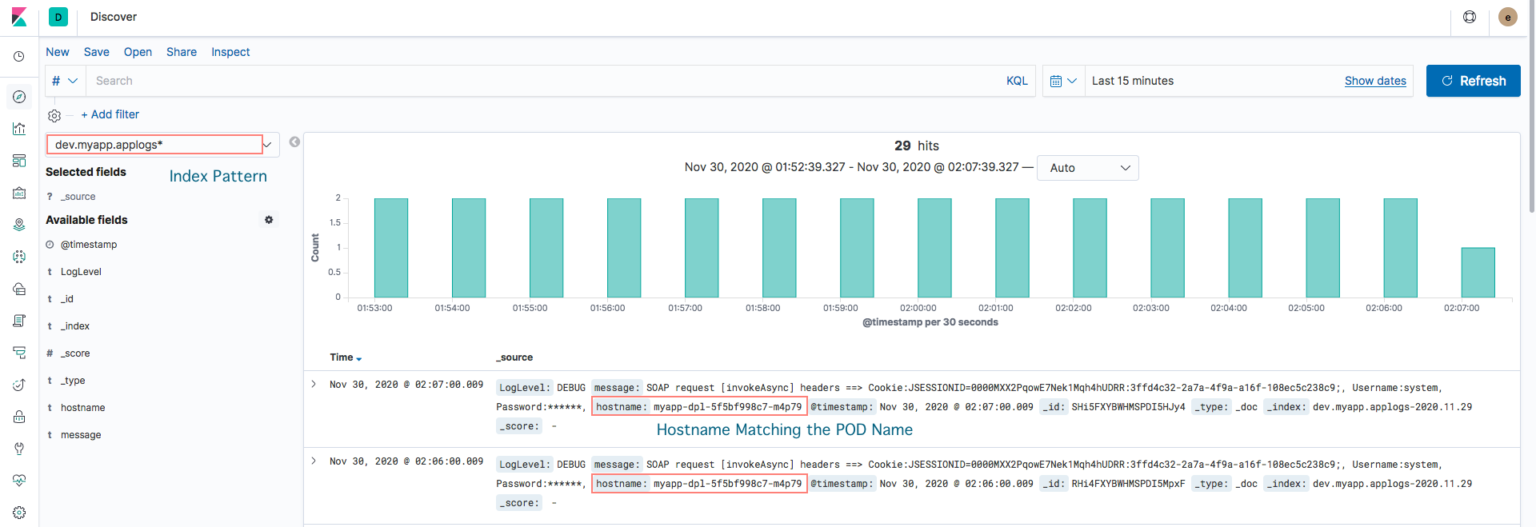 D Discover e
New Save Open Share Inspect
# Search KQL Last 15 minutes Show dates Refresh
+ Add filter
dev.myapp.applogs*
Index Pattern
Selected fields
? _source
Available fields
@timestamp
t LogLevel
t _id
t _index
# _score
t _type
t hostname
t message
29 hits
Nov 30, 2020 @ 01:52:39.327 - Nov 30, 2020 @ 02:07:39.327 — Auto
Count
2
1.5
1
0.5
0
01:53:00 01:54:00 01:55:00 01:56:00 01:57:00 01:58:00 01:59:00 02:00:00 02:01:00 02:02:00 02:03:00 02:04:00 02:05:00 02:06:00 02:07:00
@timestamp per 30 seconds
Time _source
Nov 30, 2020 @ 02:07:00.009 LogLevel: DEBUG message: SOAP request [invokeAsync] headers ==> Cookie:JSESSIONID=0000MXX2PqowE7Nek1Mqh4hUDRR:3ffd4c32-2a7a-4f9a-a16f-108ec5c238c9;, Username:system,
Password:******, hostname: myapp-dpl-5f5bf998c7-m4p79 @timestamp: Nov 30, 2020 @ 02:07:00.009 _id: SHi5FXYBWHMSPDI5HJy4 _type: _doc _index: dev.myapp.applogs-2020.11.29
_score: -
Hostname Matching the POD Name
Nov 30, 2020 @ 02:06:00.009 LogLevel: DEBUG message: SOAP request [invokeAsync] headers ==> Cookie:JSESSIONID=0000MXX2PqowE7Nek1Mqh4hUDRR:3ffd4c32-2a7a-4f9a-a16f-108ec5c238c9;, Username:system,
Password:******, hostname: myapp-dpl-5f5bf998c7-m4p79 @timestamp: Nov 30, 2020 @ 02:06:00.009 _id: RHi4FXYBWHMSPDI5MpxF _type: _doc _index: dev.myapp.applogs-2020.11.29
_score: -